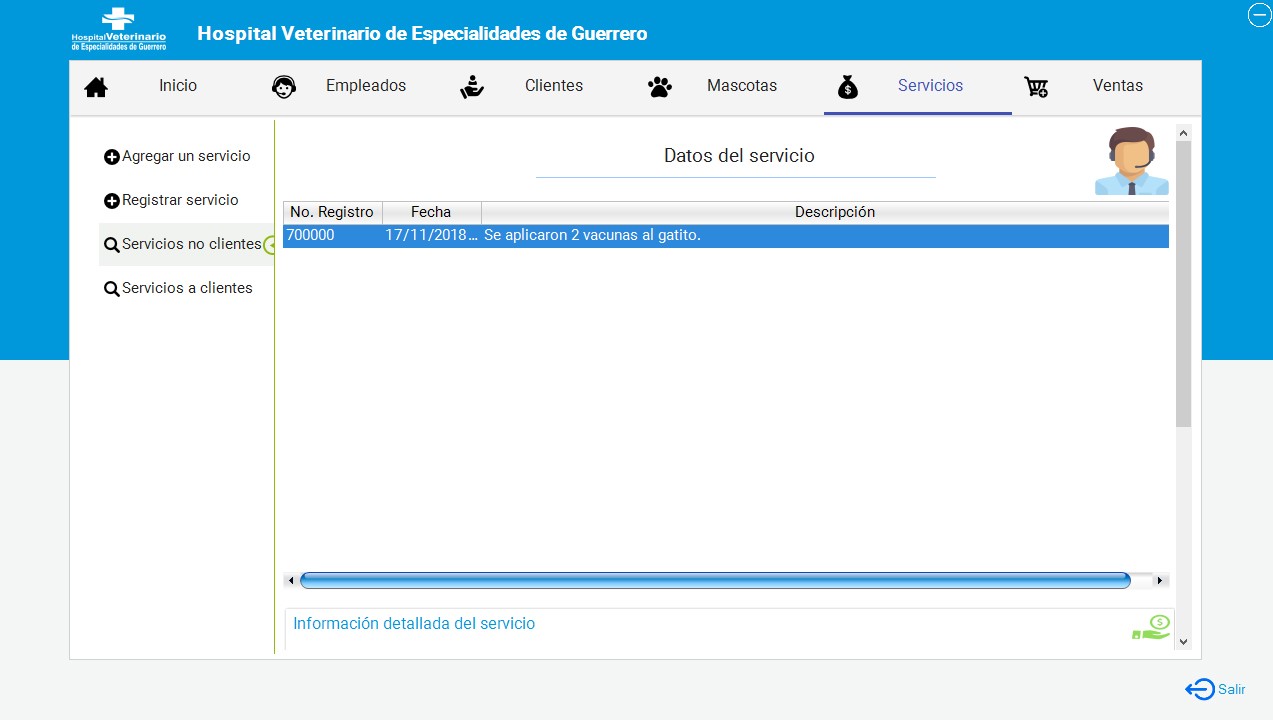 HospitalVeterinario
de Especialidades de Guerrero
Hospital Veterinario de Especialidades de Guerrero
Inicio
Empleados
Clientes
Mascotas
Servicios
Ventas
Agregar un servicio
Registrar servicio
Servicios no clientes
Servicios a clientes
Datos del servicio
No. Registro Fecha Descripción
700000 17/11/2018... Se aplicaron 2 vacunas al gatito.
Información detallada del servicio
Salir